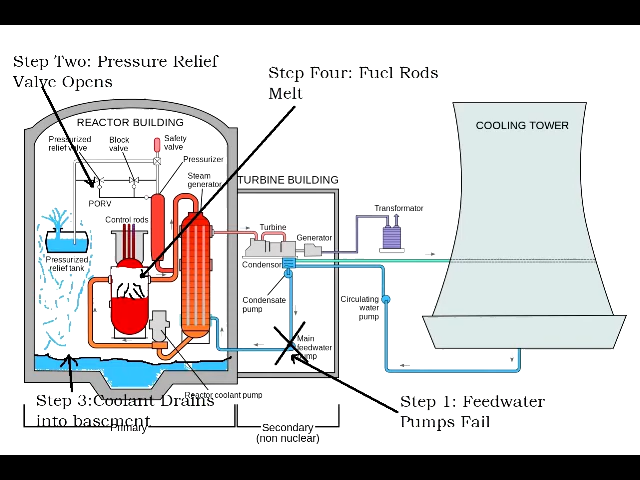 Step Two: Pressure Relief
Valve Opens
Step Four: Fuel Rods
Melt
REACTOR BUILDING
COOLING TOWER
Pressurized
relief valve
Block
valve
Safety
valve
Pressurizer
Steam
generator
TURBINE BUILDING
PORV
Control rods
Transformator
Turbine
Generator
Condensor
Pressurized
relief tank
Condensate
pump
Circulating
water
pump
Main
feedwater
pump
Reactor coolant pump
Step 3:Coolant Drains
into basement
Step 1: Feedwater
Pumps Fail
Primary
Secondary
(non nuclear)